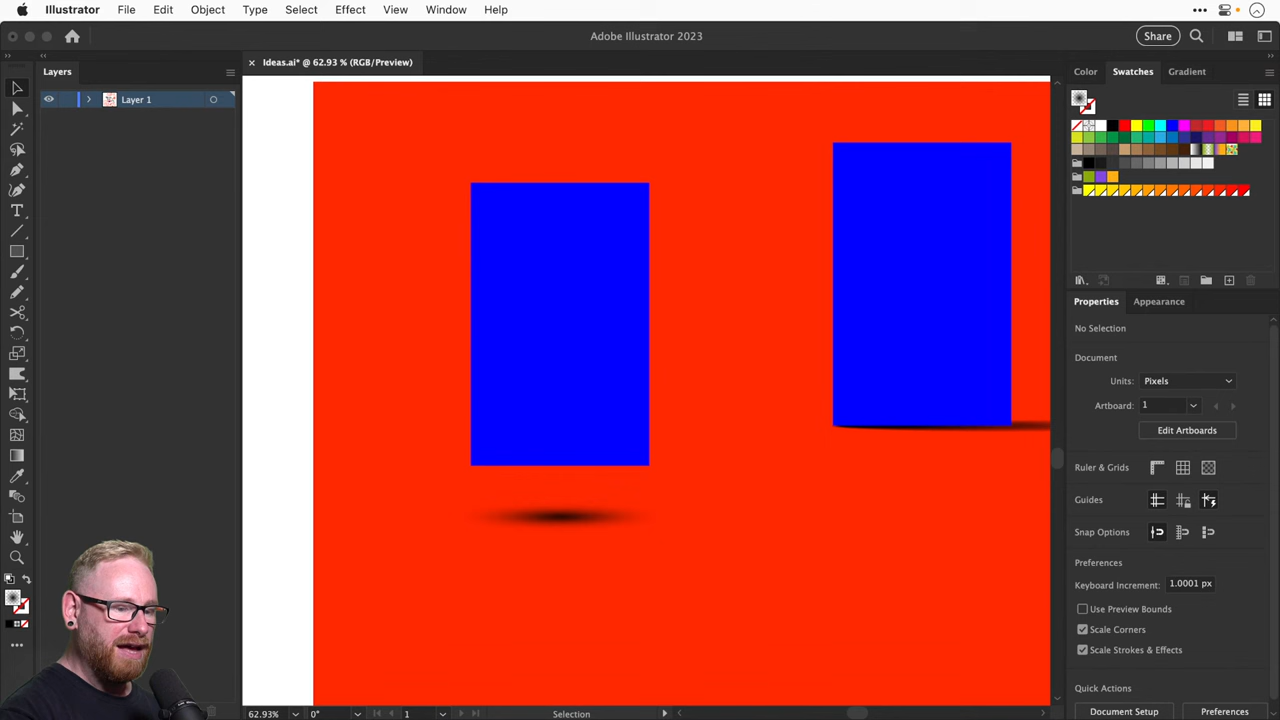 Illustrator File Edit Object Type Select Effect View Window Help
Adobe Illustrator 2023
Share
Layers
Ideas.ai* @ 62.93 % (RGB/Preview)
Color Swatches Gradient
Layer 1
Properties Appearance
No Selection
Document
Units: Pixels
Artboard: 1
Edit Artboards
Ruler & Grids
Guides
Snap Options
Preferences
Keyboard Increment: 1.0001 px
Use Preview Bounds
Scale Corners
Scale Strokes & Effects
Quick Actions
Document Setup Preferences
62.93% 0° 1 Selection